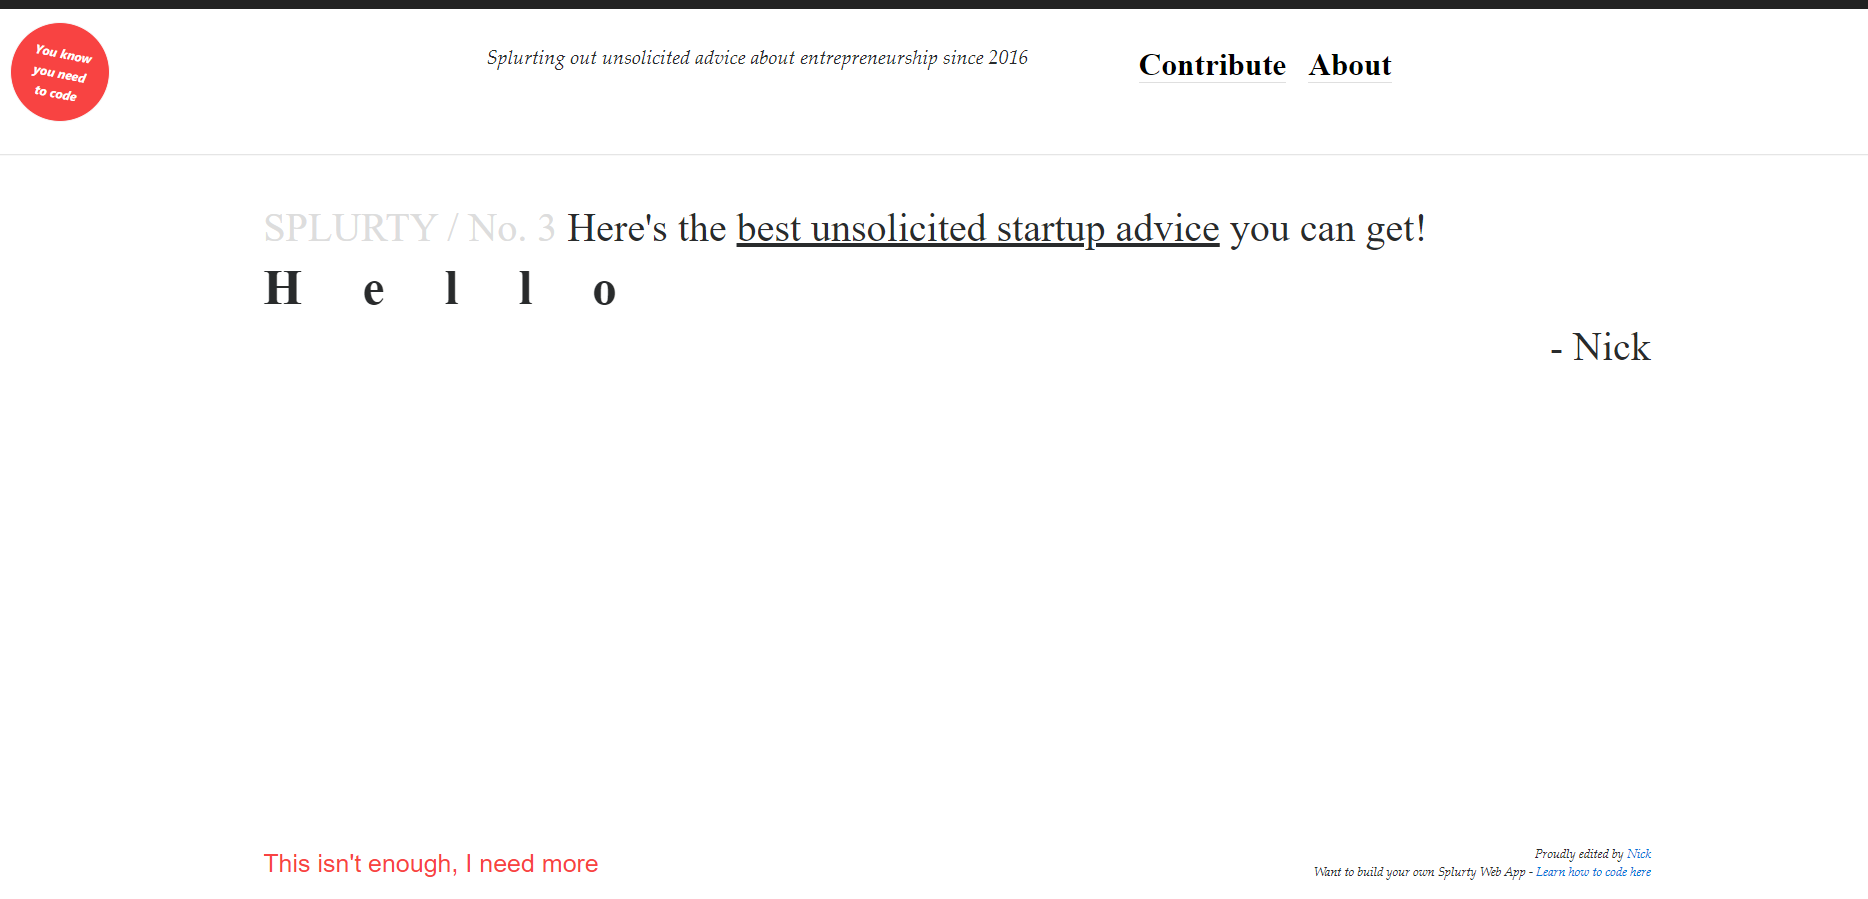 You know
you need
to code
Splurting out unsolicited advice about entrepreneurship since 2016
Contribute About
SPLURTY / No. 3 Here's the best unsolicited startup advice you can get!
H e l l o
- Nick
This isn't enough, I need more
Proudly edited by Nick
Want to build your own Splurty Web App - Learn how to code here